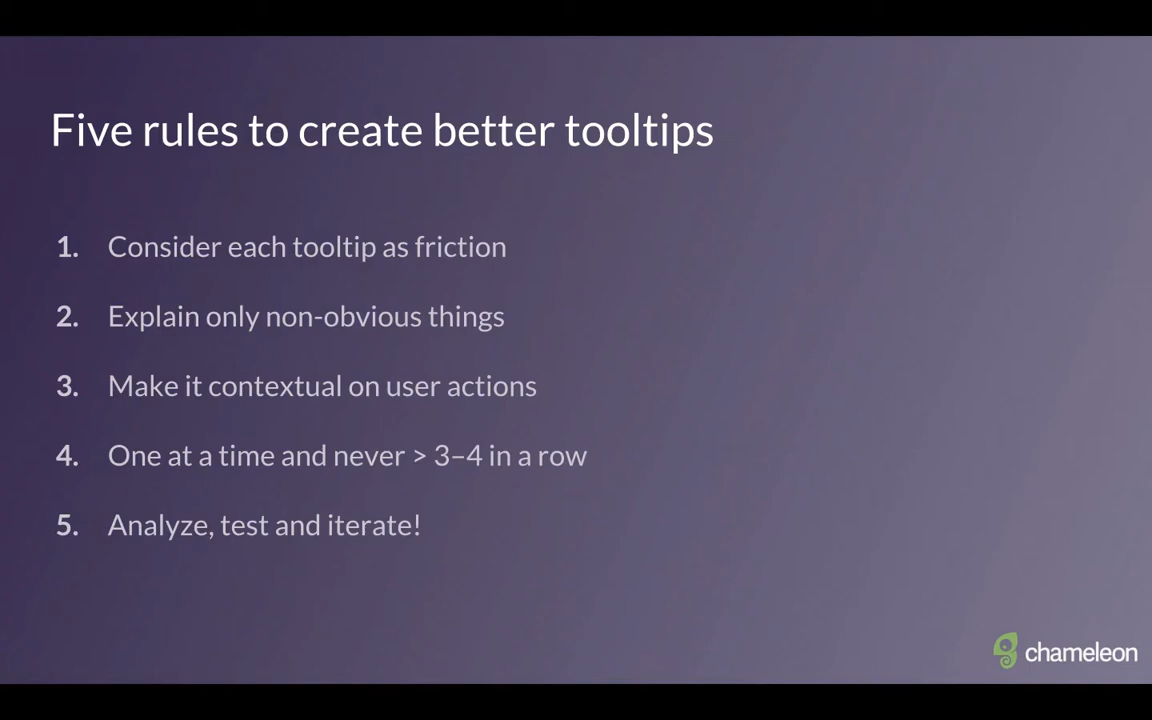 Five rules to create better tooltips
1. Consider each tooltip as friction
2. Explain only non-obvious things
3. Make it contextual on user actions
4. One at a time and never > 3–4 in a row
5. Analyze, test and iterate!
chameleon